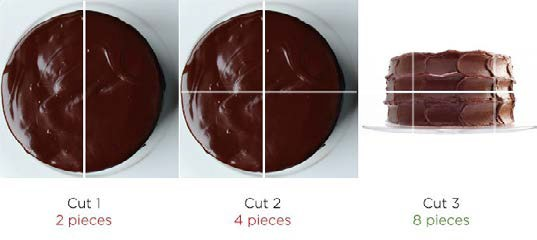 Cut 1
2 pieces
Cut 2
4 pieces
Cut 3
8 pieces